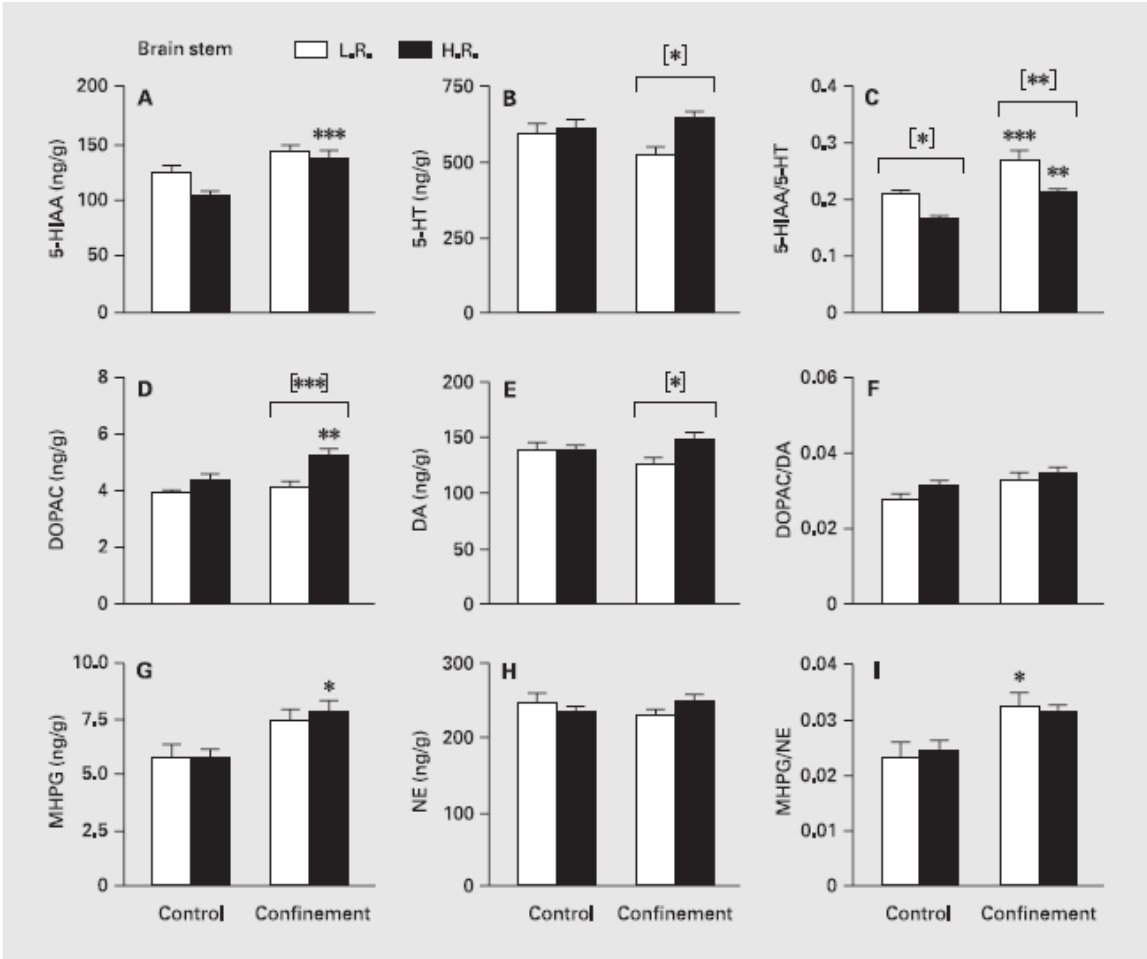 Brain stem L.R. H.R.
A
200
150
100
50
0
5-HIAA (ng/g)
***
B
750
500
250
0
5-HT (ng/g)
[*]
C
0.4
0.3
0.2
0.1
0
5-HIAA/5-HT
[*]
[**]
***
**
D
8
6
4
2
0
DOPAC (ng/g)
[***]
**
E
200
150
100
50
0
DA (ng/g)
[*]
F
0.06
0.04
0.02
0
DOPAC/DA
G
10.0
7.5
5.0
2.5
0
MHPG (ng/g)
*
Control Confinement
H
300
200
100
0
NE (ng/g)
Control Confinement
I
0.04
0.03
0.02
0.01
0
MHPG/NE
*
Control Confinement